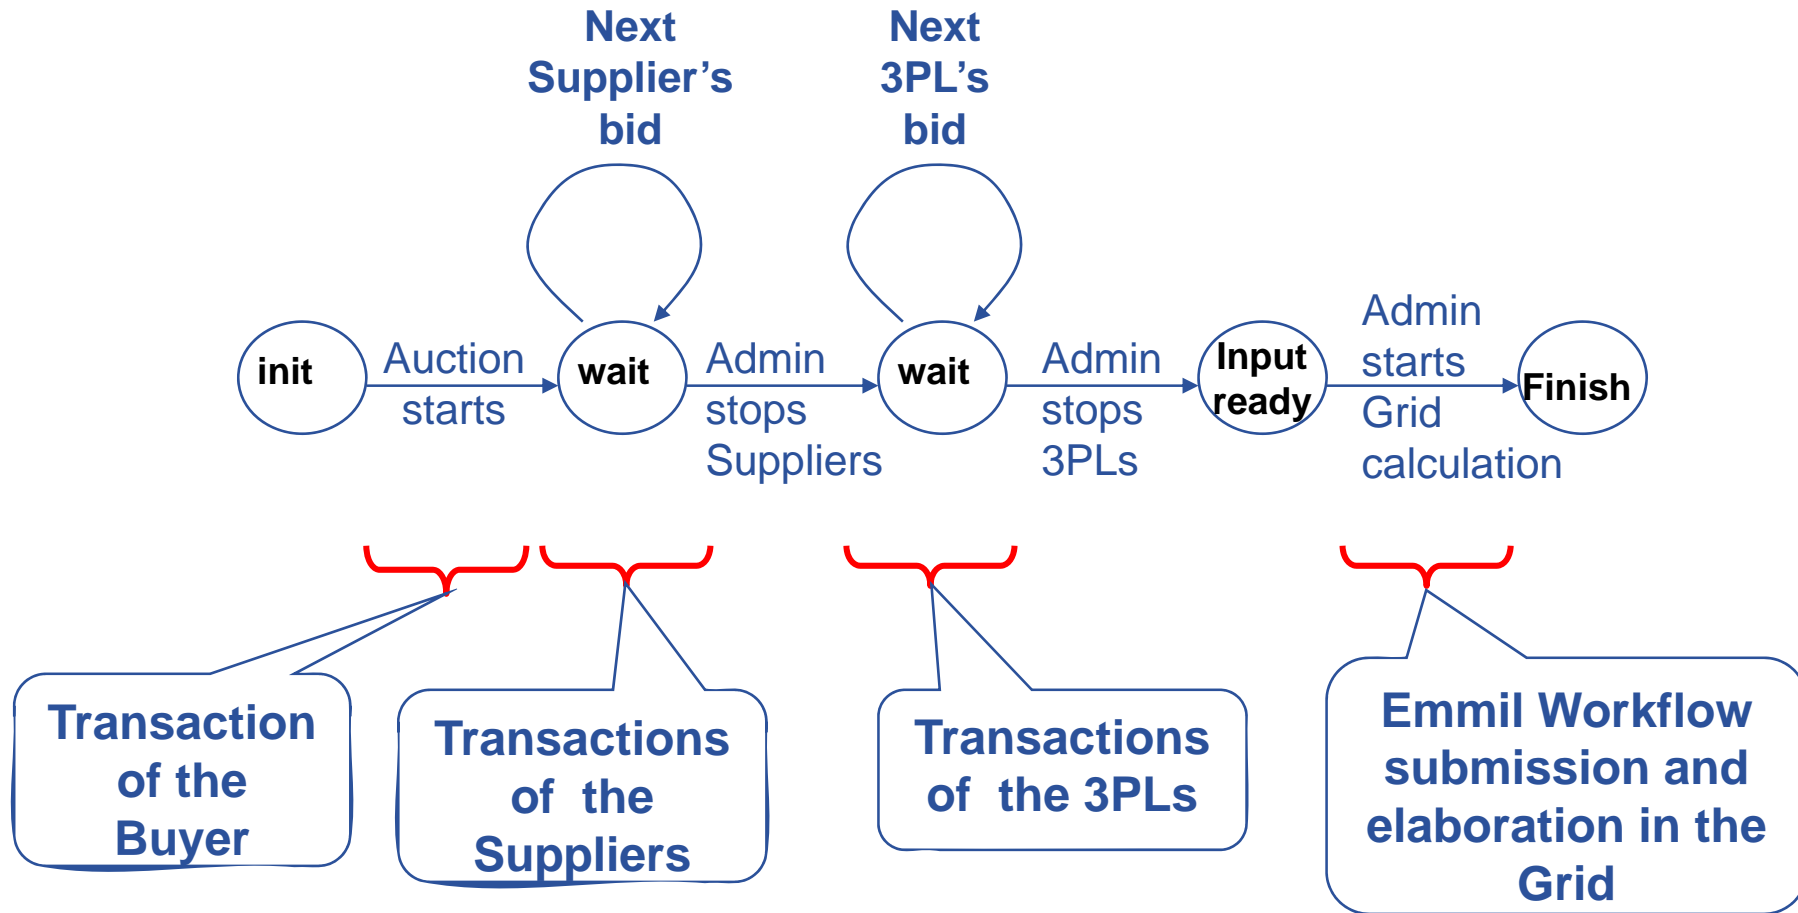 Next
Supplier’s
bid
Next
3PL’s
bid
init
Auction
starts
wait
Admin
stops
Suppliers
wait
Admin
stops
3PLs
Input
ready
Admin
starts
Grid
calculation
Finish
Transaction
of the
Buyer
Transactions
of the
Suppliers
Transactions
of the 3PLs
Emmil Workflow
submission and
elaboration in the
Grid